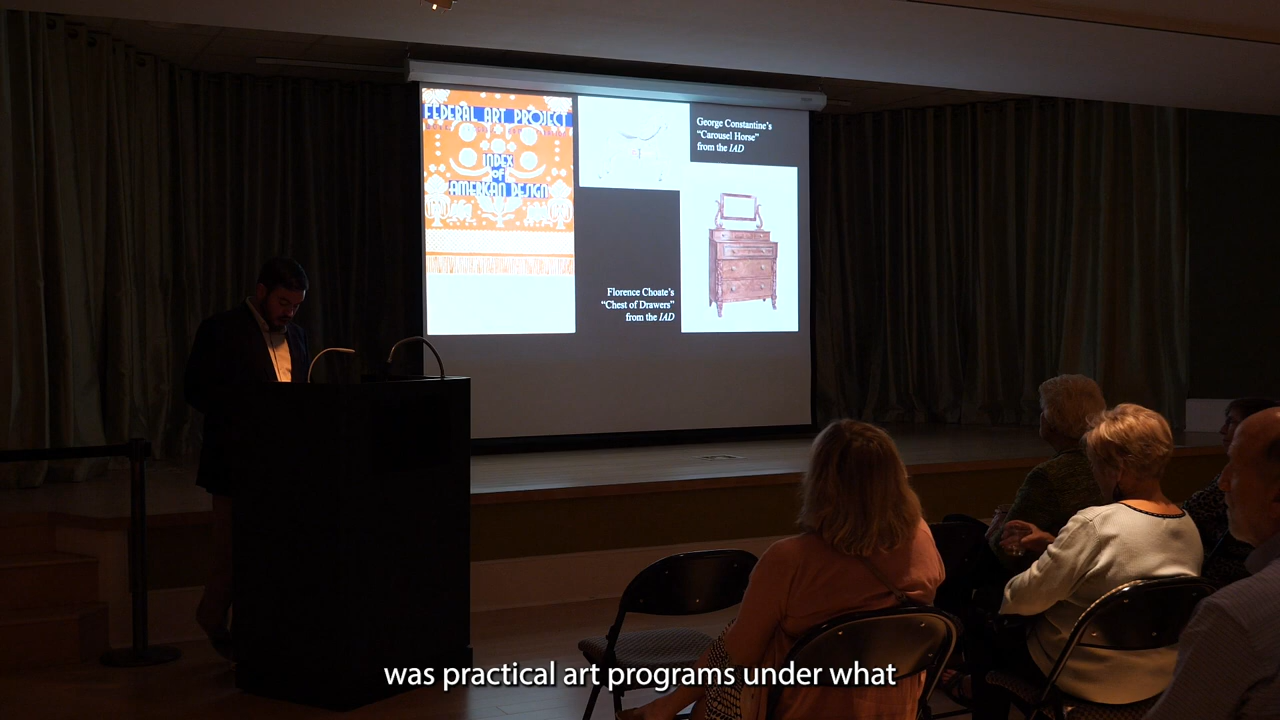 FEDERAL ART PROJECT
INDEX
of
AMERICAN DESIGN
George Constantine's
"Carousel Horse"
from the IAD
Florence Choate's
"Chest of Drawers"
from the IAD
was practical art programs under what